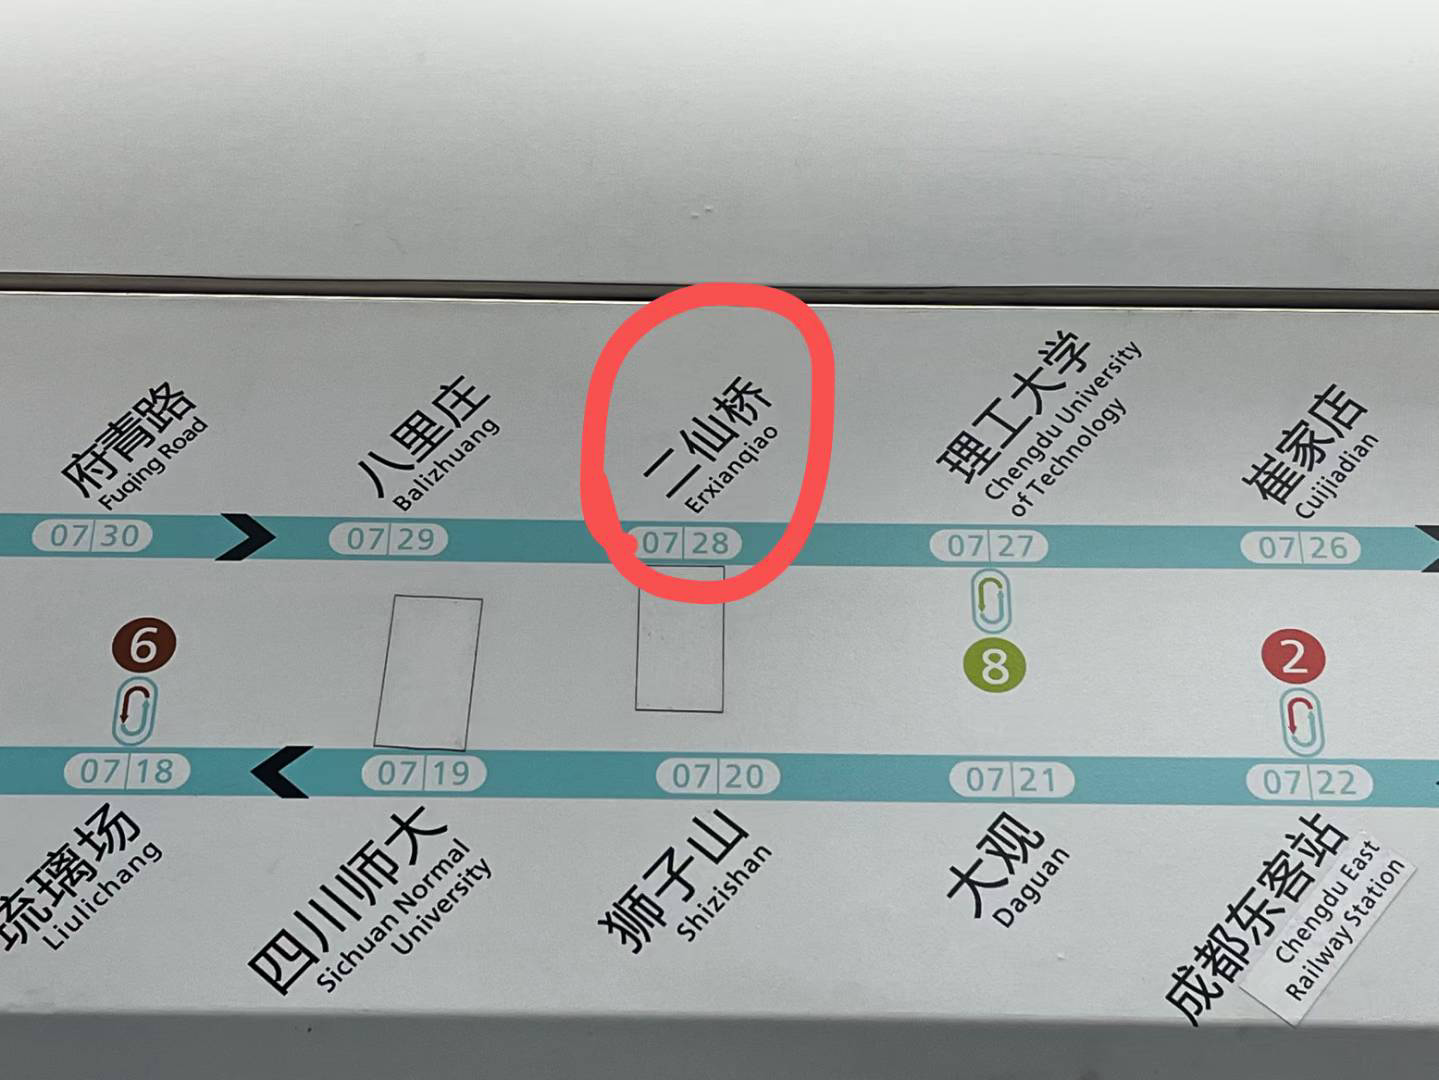 府青路
Fuqing Road
八里庄
Balizhuang
二仙桥
Erxianqiao
理工大学
Chengdu University
of Technology
崔家店
Cuijiadian
07|30
07|29
07|28
07|27
07|26
6
8
2
07|18
07|19
07|20
07|21
07|22
琉璃场
Liulichang
四川师大
Sichuan Normal
University
狮子山
Shizishan
大观
Daguan
成都东客站
Chengdu East
Railway Station